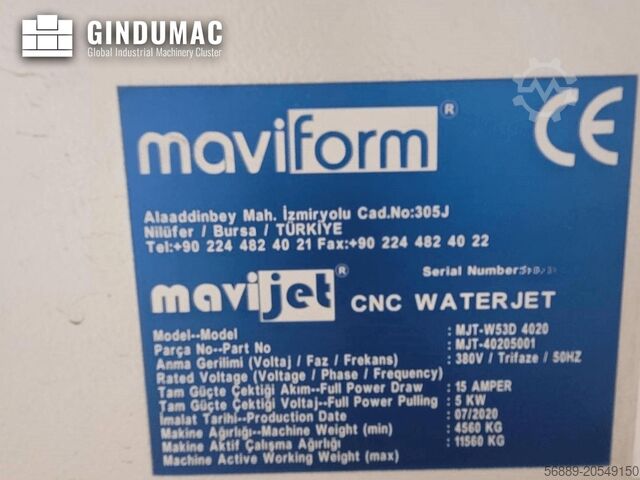 GINDUMAC
Global Industrial Machinery Cluster
maviform®
CE
Alaaddinbey Mah. İzmiryolu Cad.No:305J
Nilüfer / Bursa / TÜRKİYE
Tel:+90 224 482 40 21 Fax:+90 224 482 40 22
Serial Number
mavijet® CNC WATERJET
Model--Model : MJT-W53D 4020
Parça No--Part No : MJT-40205001
Anma Gerilimi (Voltaj / Faz / Frekans) : 380V / Trifaze / 50HZ
Rated Voltage (Voltage / Phase / Frequency)
Tam Güçte Çektiği Akım--Full Power Draw : 15 AMPER
Tam Güçte Çektiği Voltaj--Full Power Pulling : 5 KW
İmalat Tarihi--Production Date : 07/2020
Makine Ağırlığı--Machine Weight (min) : 4560 KG
Makine Aktif Çalışma Ağırlığı : 11560 KG
Machine Active Working Weight (max)
56889-20549150